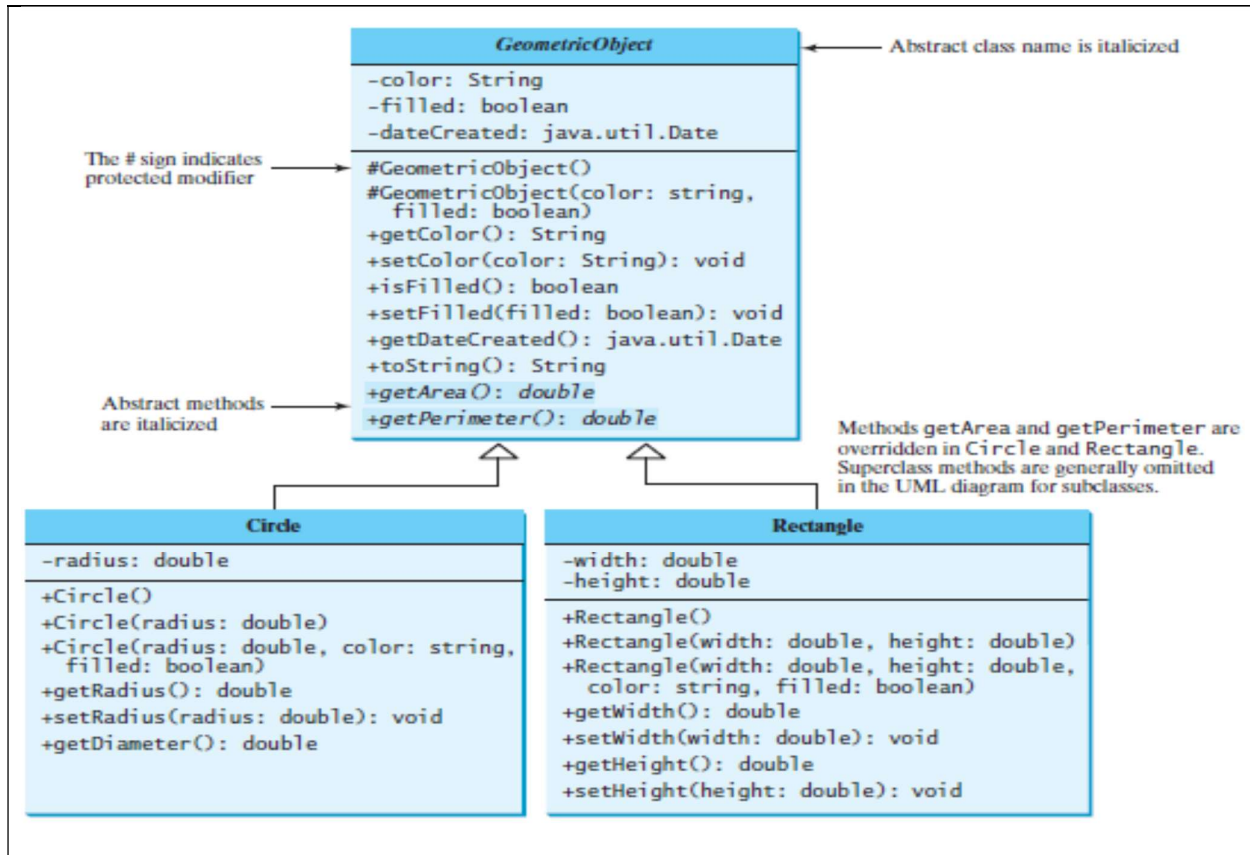 GeometricObject
Abstract class name is italicized
-color: String
-filled: boolean
-dateCreated: java.util.Date
The # sign indicates
protected modifier
#GeometricObject()
#GeometricObject(color: string,
filled: boolean)
+getColor(): String
+setColor(color: String): void
+isFilled(): boolean
+setFilled(filled: boolean): void
+getDateCreated(): java.util.Date
+toString(): String
+getArea(): double
+getPerimeter(): double
Abstract methods
are italicized
Methods getArea and getPerimeter are
overridden in Circle and Rectangle.
Superclass methods are generally omitted
in the UML diagram for subclasses.
Circle
-radius: double
+Circle()
+Circle(radius: double)
+Circle(radius: double, color: string,
filled: boolean)
+getRadius(): double
+setRadius(radius: double): void
+getDiameter(): double
Rectangle
-width: double
-height: double
+Rectangle()
+Rectangle(width: double, height: double)
+Rectangle(width: double, height: double,
color: string, filled: boolean)
+getWidth(): double
+setWidth(width: double): void
+getHeight(): double
+setHeight(height: double): void